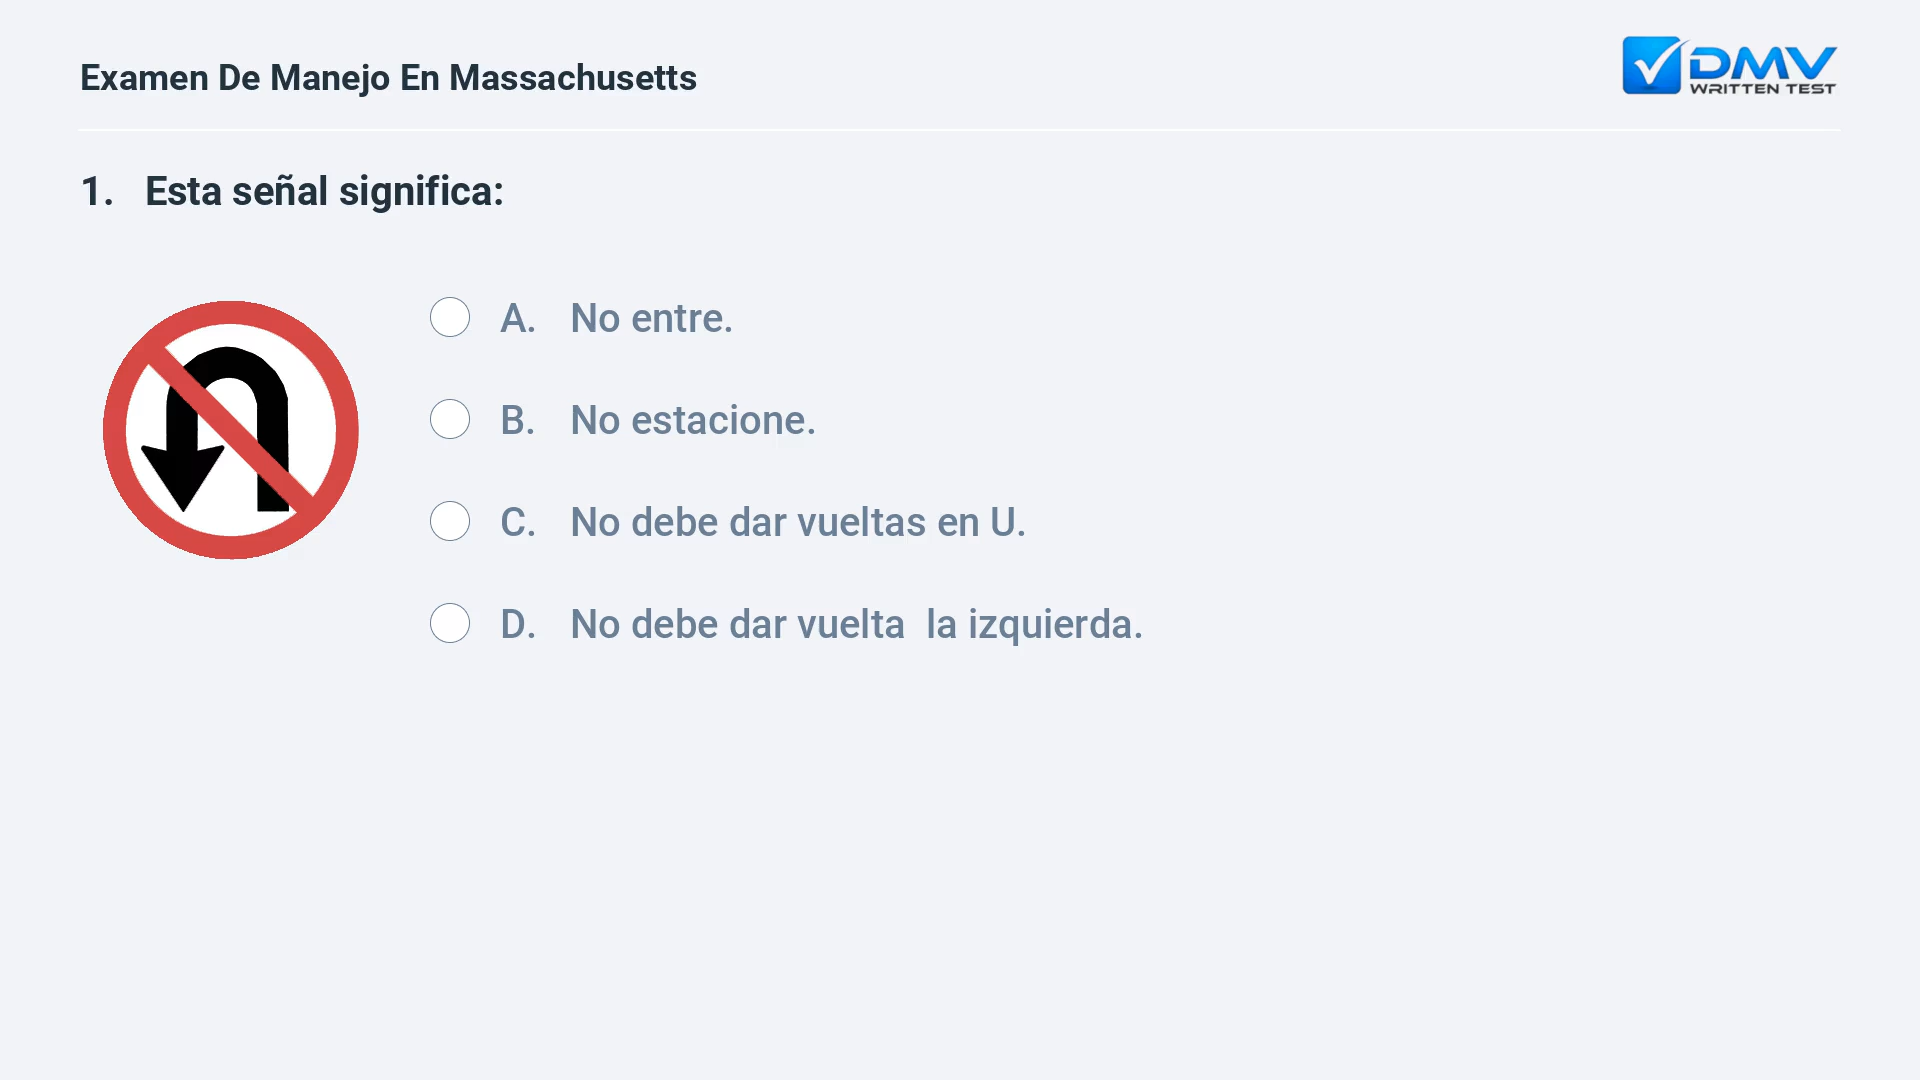 Examen De Manejo En Massachusetts
DMV
WRITTEN TEST
1. Esta señal significa:
A. No entre.
B. No estacione.
C. No debe dar vueltas en U.
D. No debe dar vuelta  la izquierda.